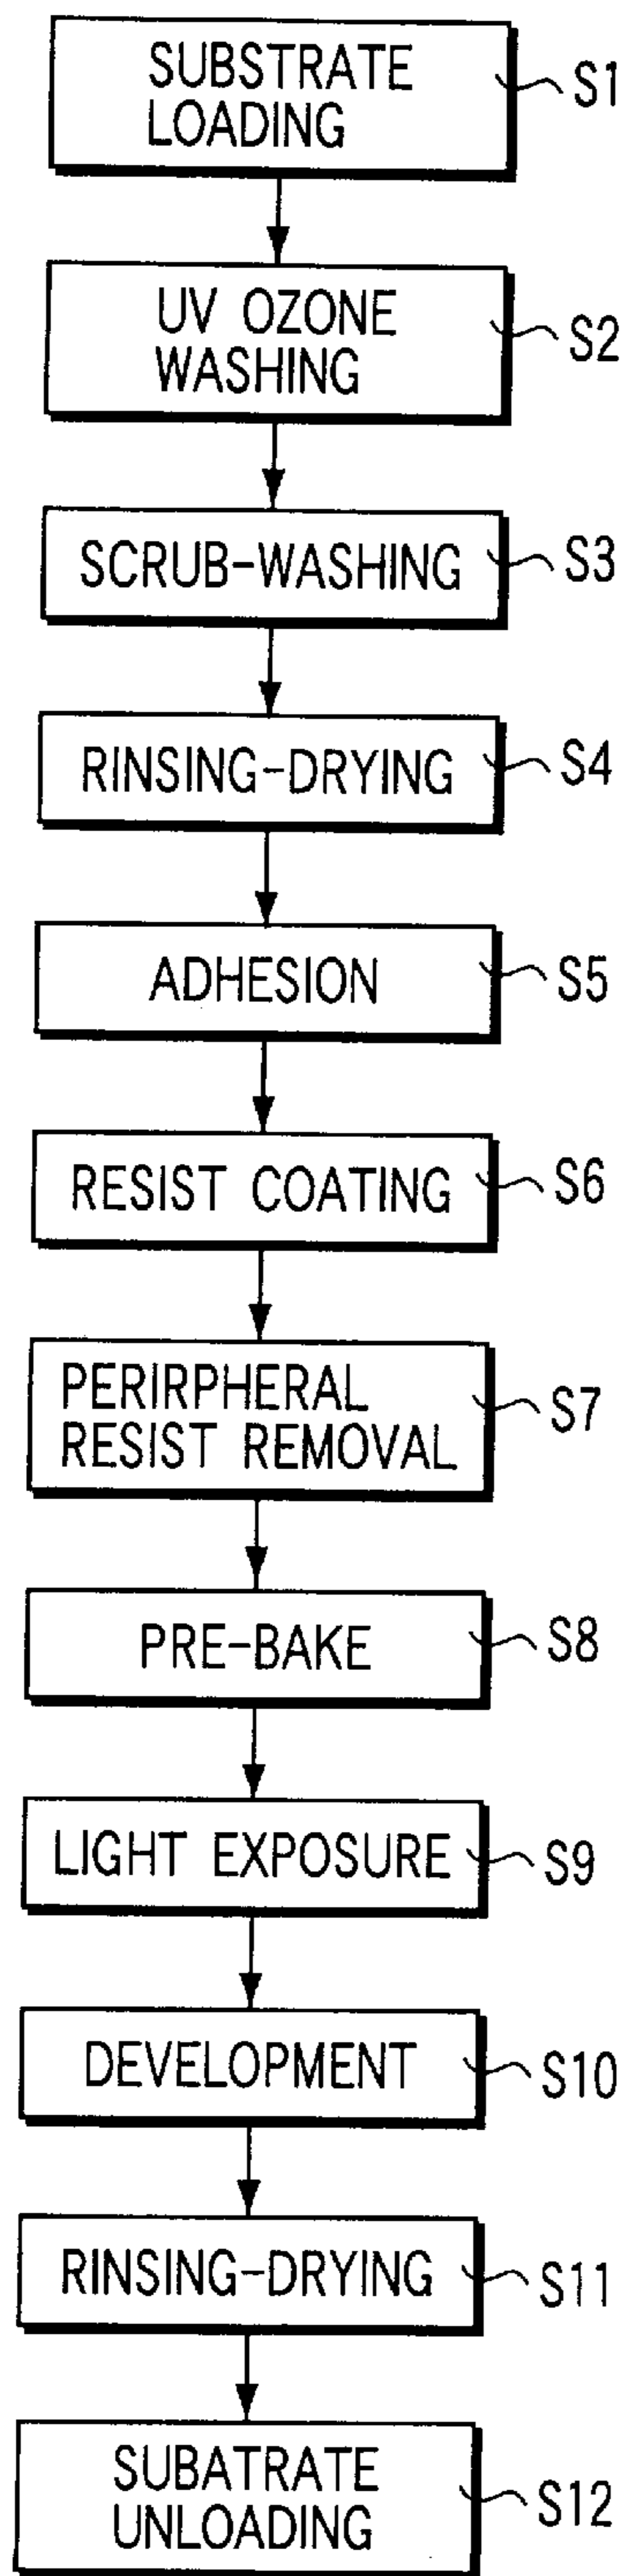 SUBSTRATE
LOADING
S1
UV OZONE
WASHING
S2
SCRUB-WASHING
S3
RINSING-DRYING
S4
ADHESION
S5
RESIST COATING
S6
PERIRPHERAL
RESIST REMOVAL
S7
PRE-BAKE
S8
LIGHT EXPOSURE
S9
DEVELOPMENT
S10
RINSING-DRYING
S11
SUBATRATE
UNLOADING
S12